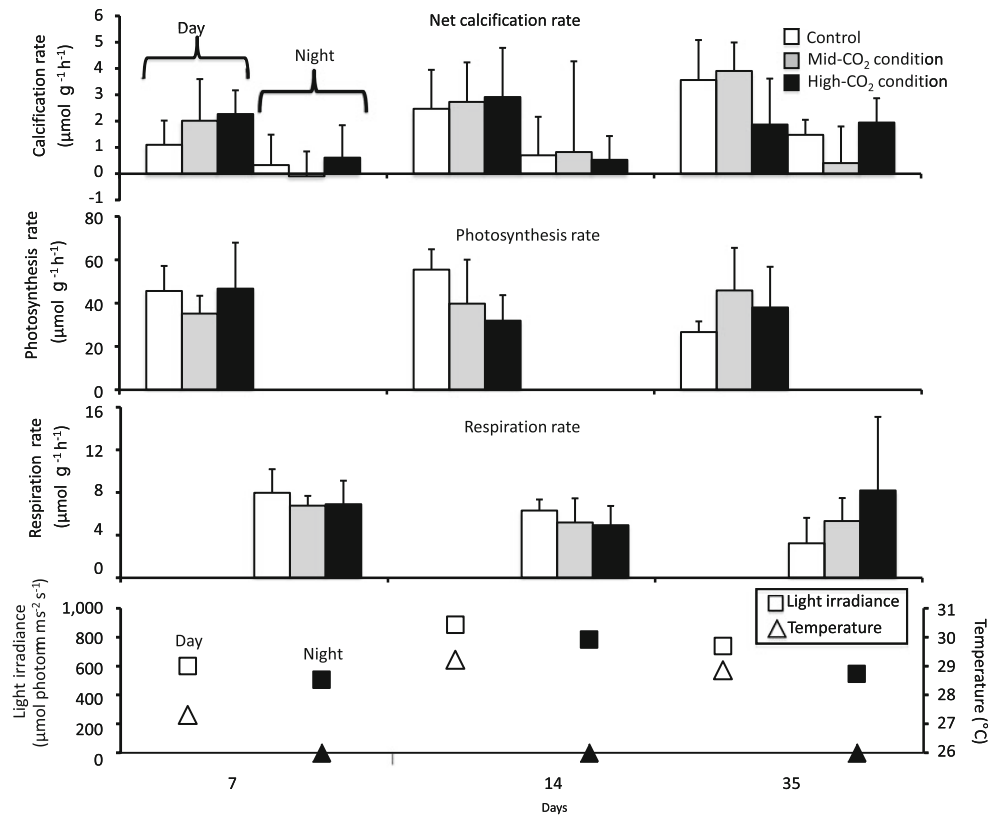 Net calcification rate
Calcification rate
(µmol g⁻¹h⁻¹)
6
5
4
3
2
1
0
-1
Day
Night
Control
Mid-CO₂ condition
High-CO₂ condition
Photosynthesis rate
Photosynthesis rate
(µmol g⁻¹h⁻¹)
80
60
40
20
0
Respiration rate
Respiration rate
(µmol g⁻¹h⁻¹)
16
12
8
4
0
Light irradiance
(µmol photomm ms⁻² s⁻¹)
1,000
800
600
400
200
0
Day
Night
Light irradiance
Temperature
31
30
29
28
27
26
Temperature (°C)
7
14
35
Days